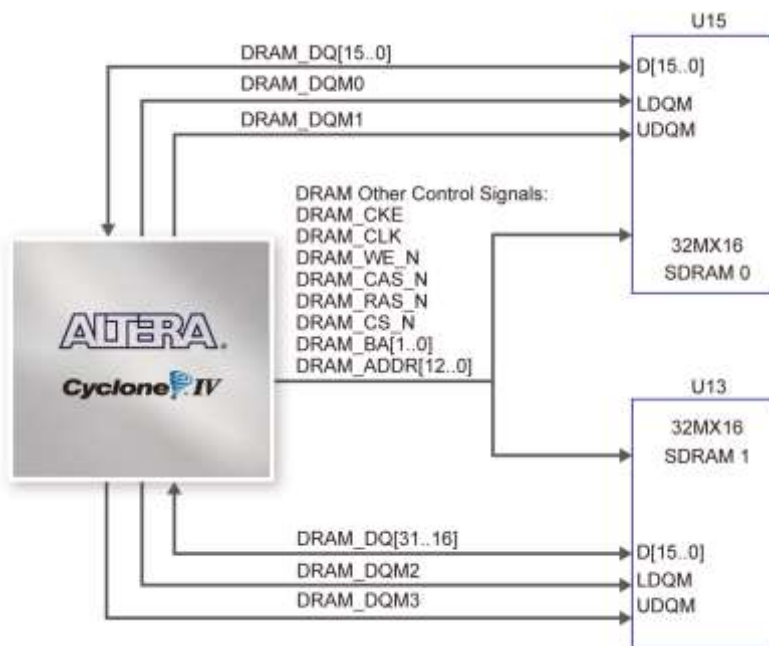 U15
DRAM_DQ[15..0]
D[15..0]
DRAM_DQM0
LDQM
DRAM_DQM1
UDQM
DRAM Other Control Signals:
DRAM_CKE
DRAM_CLK
DRAM_WE_N
DRAM_CAS_N
DRAM_RAS_N
DRAM_CS_N
DRAM_BA[1..0]
DRAM_ADDR[12..0]
32MX16
SDRAM 0
ALTERA.
Cyclone IV
U13
32MX16
SDRAM 1
DRAM_DQ[31..16]
D[15..0]
DRAM_DQM2
LDQM
DRAM_DQM3
UDQM